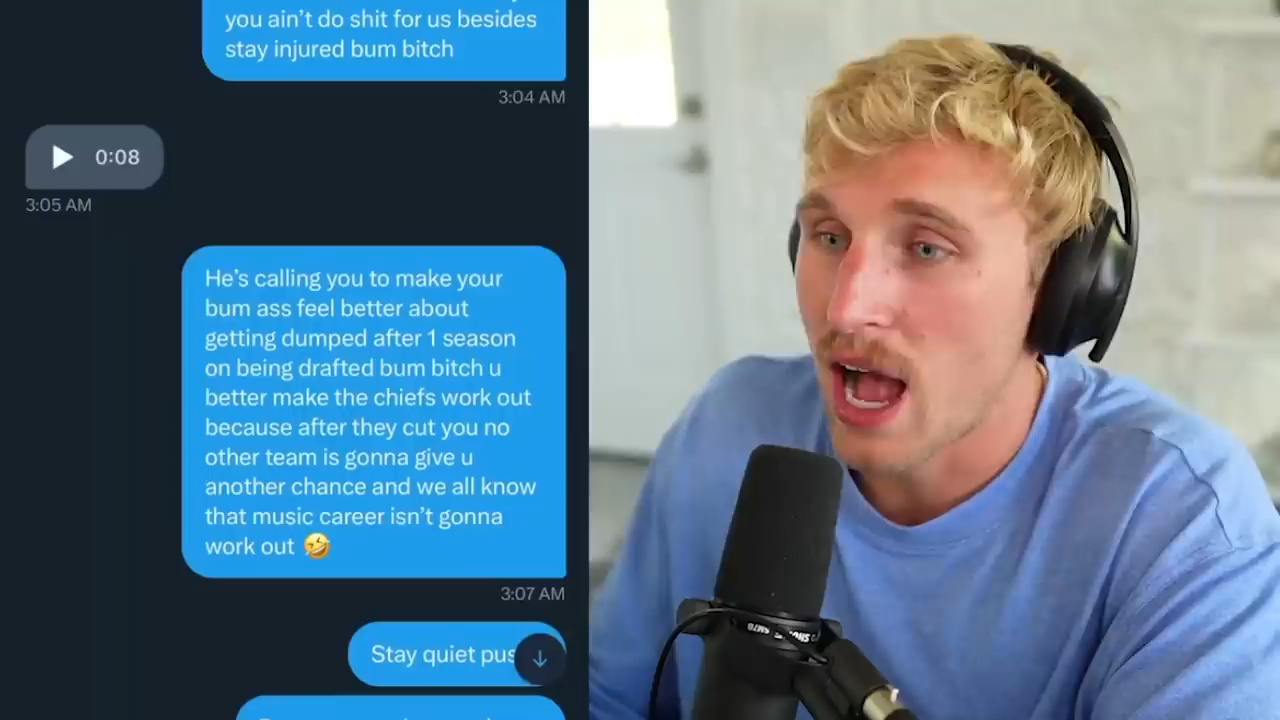 you ain't do shit for us besides
stay injured bum bitch
3:04 AM
0:08
3:05 AM
He's calling you to make your
bum ass feel better about
getting dumped after 1 season
on being drafted bum bitch u
better make the chiefs work out
because after they cut you no
other team is gonna give u
another chance and we all know
that music career isn't gonna
work out 🤣
3:07 AM
Stay quiet
SM7B